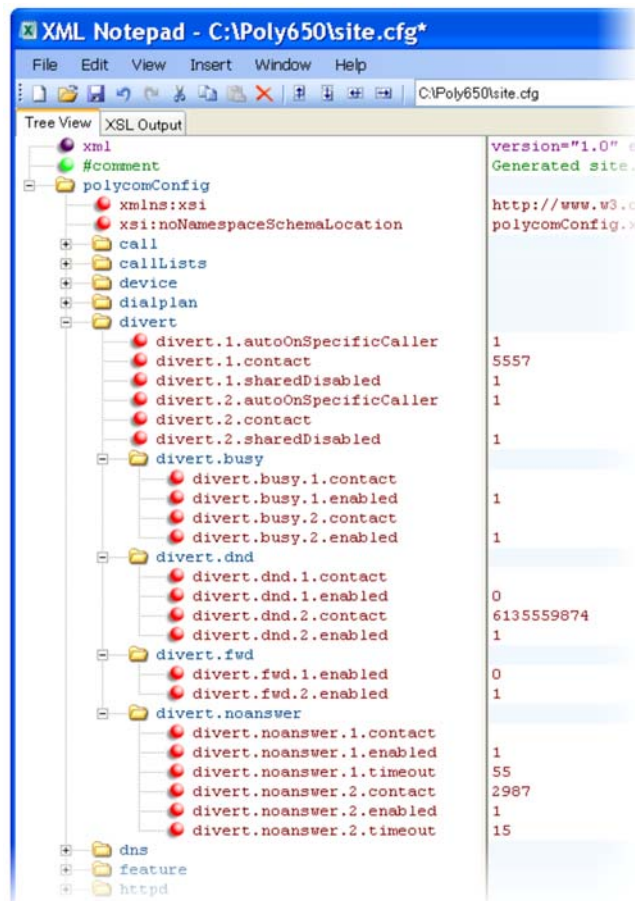 XML Notepad - C:\Poly650\site.cfg*
File Edit View Insert Window Help
C:\Poly650\site.cfg
Tree View XSL Output
xml version="1.0"
#comment Generated site.
polycomConfig
xmlns:xsi http://www.w3.
xsi:noNamespaceSchemaLocation polycomConfig.
call
callLists
device
dialplan
divert
divert.1.autoOnSpecificCaller 1
divert.1.contact 5557
divert.1.sharedDisabled 1
divert.2.autoOnSpecificCaller 1
divert.2.contact
divert.2.sharedDisabled 1
divert.busy
divert.busy.1.contact
divert.busy.1.enabled 1
divert.busy.2.contact
divert.busy.2.enabled 1
divert.dnd
divert.dnd.1.contact
divert.dnd.1.enabled 0
divert.dnd.2.contact 6135559874
divert.dnd.2.enabled 1
divert.fwd
divert.fwd.1.enabled 0
divert.fwd.2.enabled 1
divert.noanswer
divert.noanswer.1.contact
divert.noanswer.1.enabled 1
divert.noanswer.1.timeout 55
divert.noanswer.2.contact 2987
divert.noanswer.2.enabled 1
divert.noanswer.2.timeout 15
dns
feature
httpd